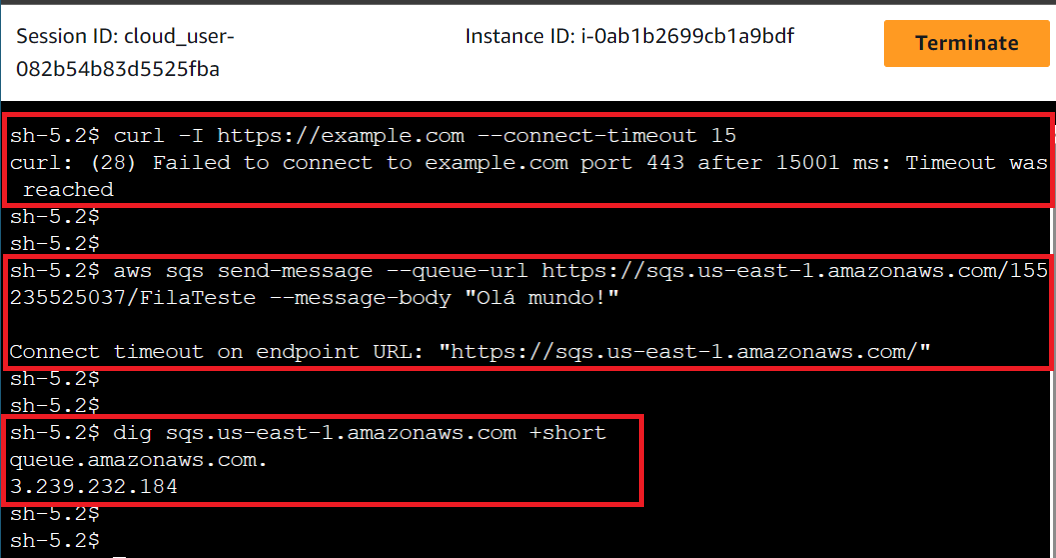 Session ID: cloud_user-
082b54b83d5525fba
Instance ID: i-0ab1b2699cb1a9bdf
Terminate
sh-5.2$ curl -I https://example.com --connect-timeout 15
curl: (28) Failed to connect to example.com port 443 after 15001 ms: Timeout was
 reached
sh-5.2$
sh-5.2$
sh-5.2$ aws sqs send-message --queue-url https://sqs.us-east-1.amazonaws.com/155
235525037/FilaTeste --message-body "Olá mundo!"
Connect timeout on endpoint URL: "https://sqs.us-east-1.amazonaws.com/"
sh-5.2$
sh-5.2$
sh-5.2$ dig sqs.us-east-1.amazonaws.com +short
queue.amazonaws.com.
3.239.232.184
sh-5.2$
sh-5.2$